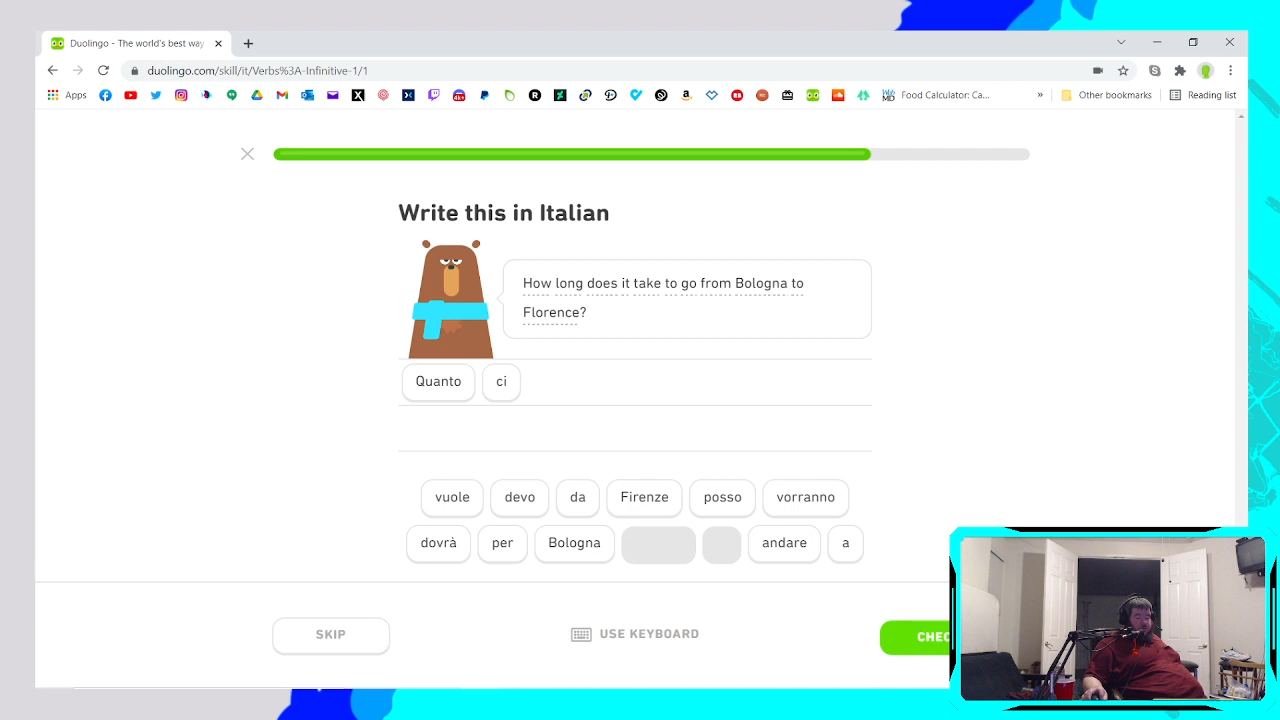 Duolingo - The world's best way
duolingo.com/skill/it/Verbs%3A-Infinitive-1/1
Apps
Food Calculator: Ca...
»
Other bookmarks
Reading list
Write this in Italian
How long does it take to go from Bologna to
Florence?
Quanto ci
vuole devo da Firenze posso vorranno
dovrà per Bologna andare a
SKIP
USE KEYBOARD
CHEC